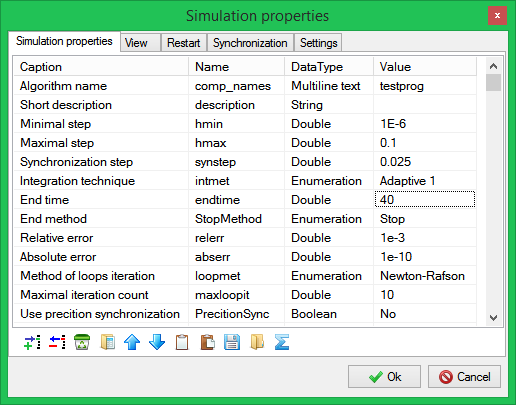 Simulation properties
x
Simulation properties View Restart Synchronization Settings
Caption Name DataType Value
Algorithm name comp_names Multiline text testprog
Short description description String
Minimal step hmin Double 1E-6
Maximal step hmax Double 0.1
Synchronization step synstep Double 0.025
Integration technique intmet Enumeration Adaptive 1
End time endtime Double 40
End method StopMethod Enumeration Stop
Relative error relerr Double 1e-3
Absolute error abserr Double 1e-10
Method of loops iteration loopmet Enumeration Newton-Rafson
Maximal iteration count maxloopit Double 10
Use precition synchronization PrecitionSync Boolean No
Ok Cancel